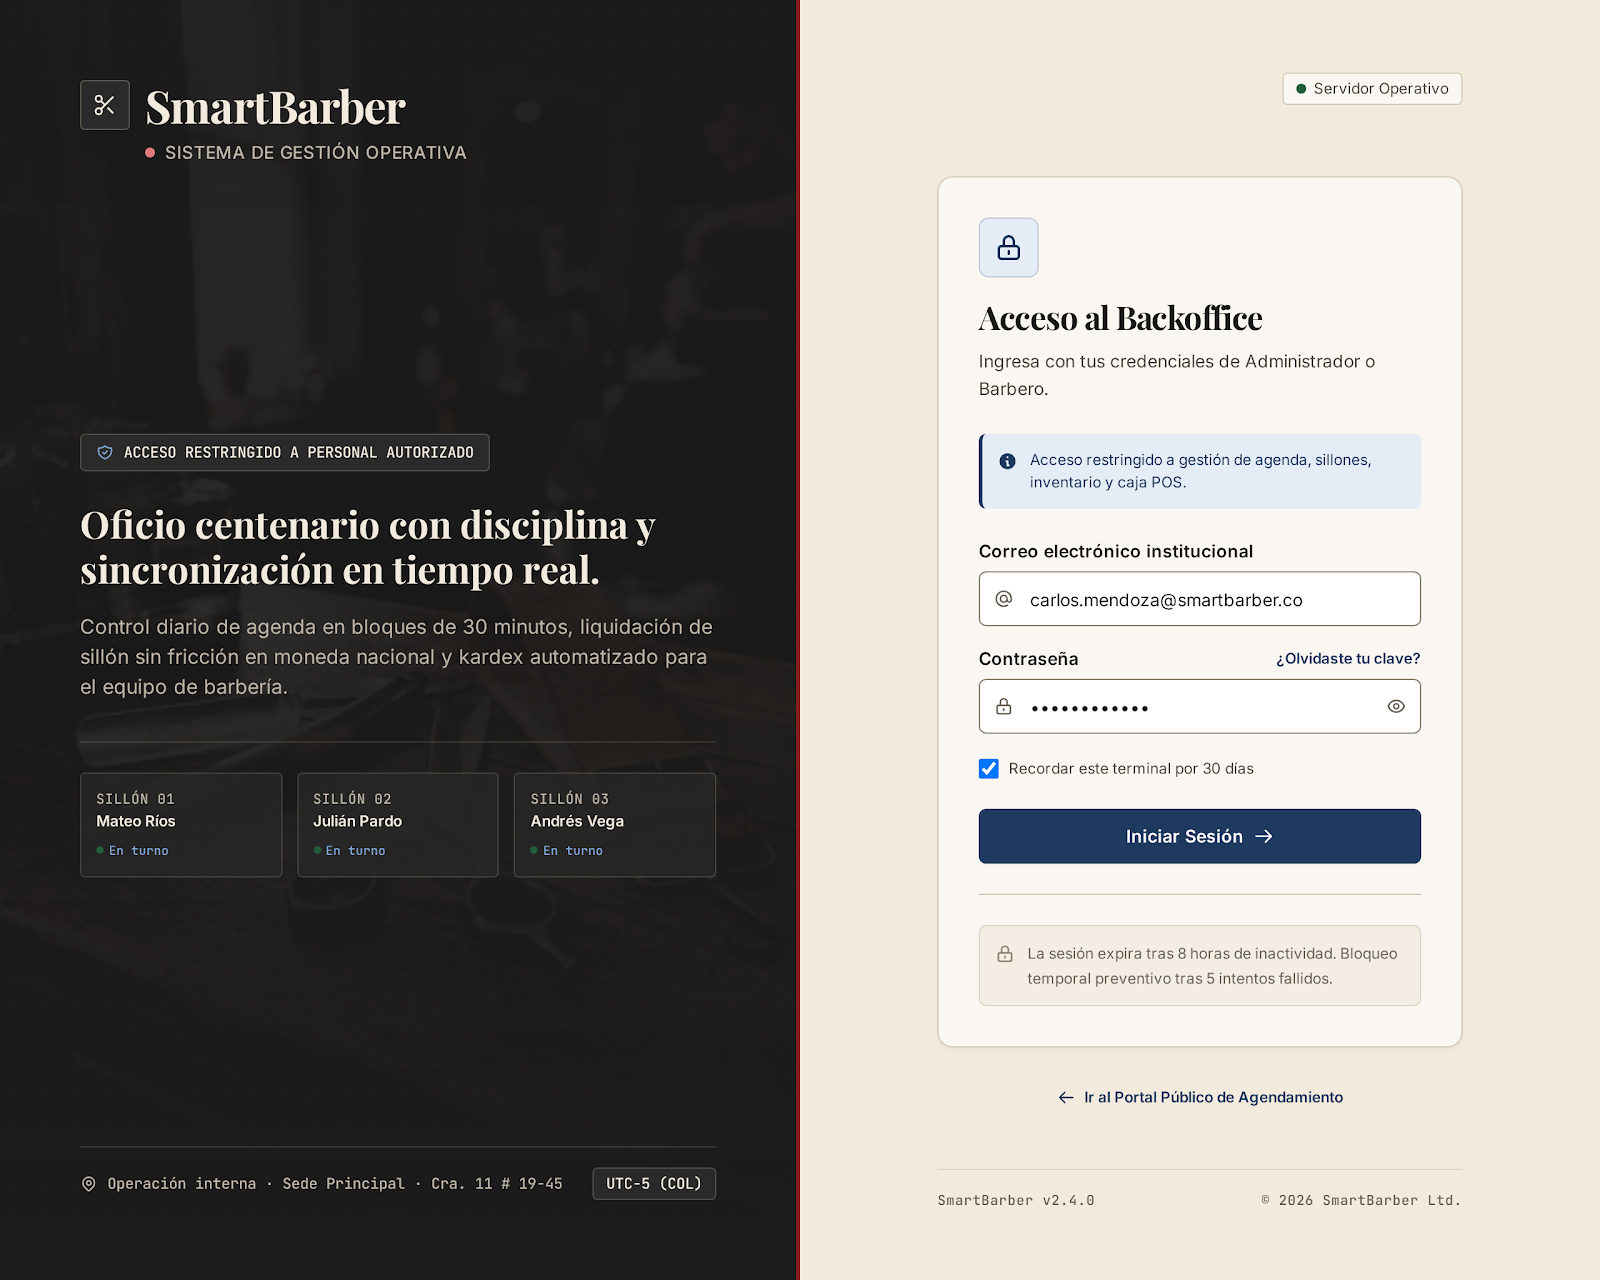 SmartBarber
SISTEMA DE GESTIÓN OPERATIVA
ACCESO RESTRINGIDO A PERSONAL AUTORIZADO
Oficio centenario con disciplina y
sincronización en tiempo real.
Control diario de agenda en bloques de 30 minutos, liquidación de
sillón sin fricción en moneda nacional y kardex automatizado para
el equipo de barbería.
SILLÓN 01
Mateo Ríos
En turno
SILLÓN 02
Julián Pardo
En turno
SILLÓN 03
Andrés Vega
En turno
Operación interna · Sede Principal · Cra. 11 # 19-45
UTC-5 (COL)
Servidor Operativo
Acceso al Backoffice
Ingresa con tus credenciales de Administrador o
Barbero.
Acceso restringido a gestión de agenda, sillones,
inventario y caja POS.
Correo electrónico institucional
carlos.mendoza@smartbarber.co
Contraseña
¿Olvidaste tu clave?
••••••••••••
Recordar este terminal por 30 días
Iniciar Sesión →
La sesión expira tras 8 horas de inactividad. Bloqueo
temporal preventivo tras 5 intentos fallidos.
← Ir al Portal Público de Agendamiento
SmartBarber v2.4.0
© 2026 SmartBarber Ltd.